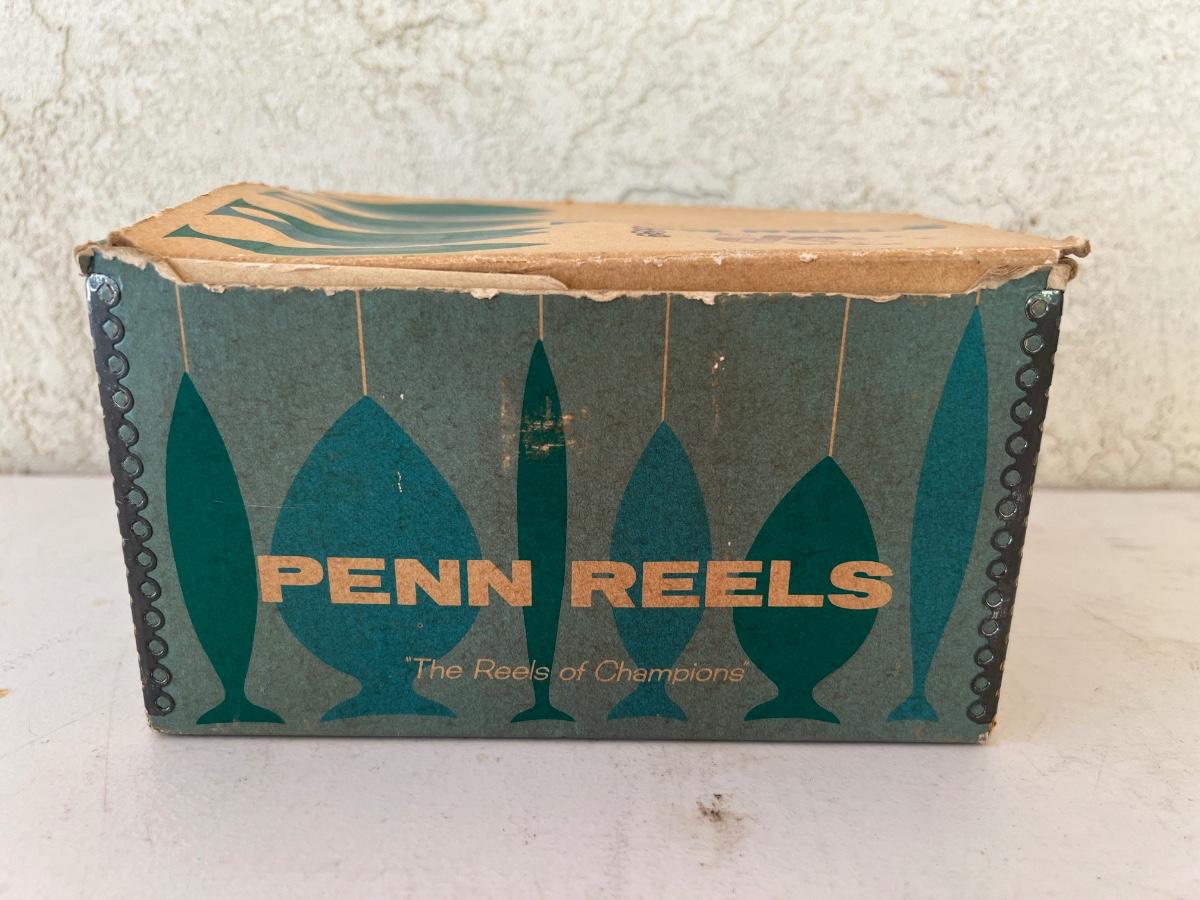 PENN REELS
"The Reels of Champions"